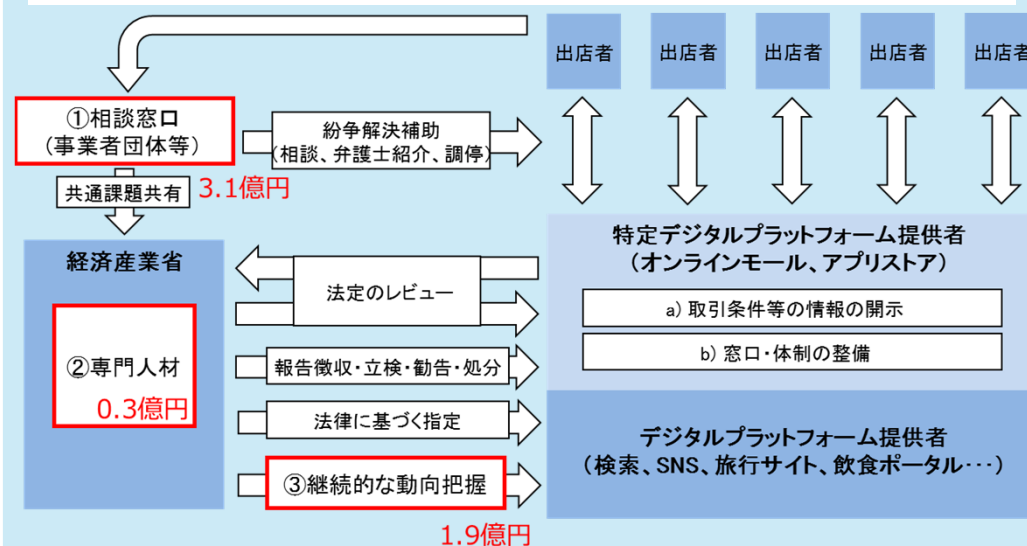 出店者
出店者
出店者
出店者
出店者
①相談窓口
(事業者団体等)
紛争解決補助
(相談、弁護士紹介、調停)
3.1億円
共通課題共有
経済産業省
②専門人材
0.3億円
法定のレビュー
報告徴収・立検・勧告・処分
法律に基づく指定
③継続的な動向把握
1.9億円
特定デジタルプラットフォーム提供者
(オンラインモール、アプリストア)
a) 取引条件等の情報の開示
b) 窓口・体制の整備
デジタルプラットフォーム提供者
(検索、SNS、旅行サイト、飲食ポータル・・・)